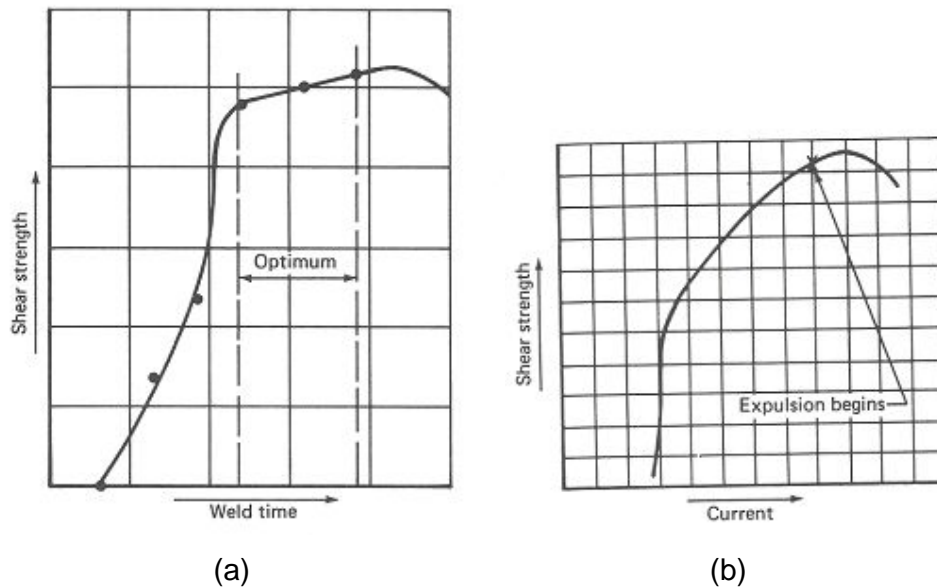 Shear strength
Optimum
Weld time
(a)
Shear strength
Expulsion begins
Current
(b)